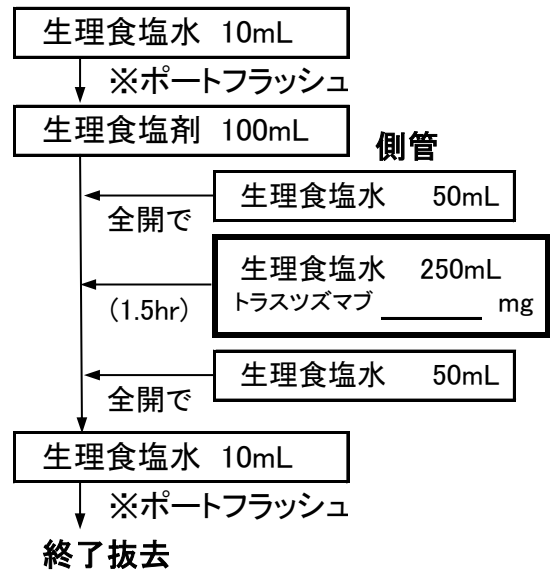 生理食塩水 10mL
※ポートフラッシュ
生理食塩剤 100mL
側管
生理食塩水 50mL
全開で
生理食塩水 250mL
トラスツズマブ ______ mg
(1.5hr)
生理食塩水 50mL
全開で
生理食塩水 10mL
※ポートフラッシュ
終了抜去